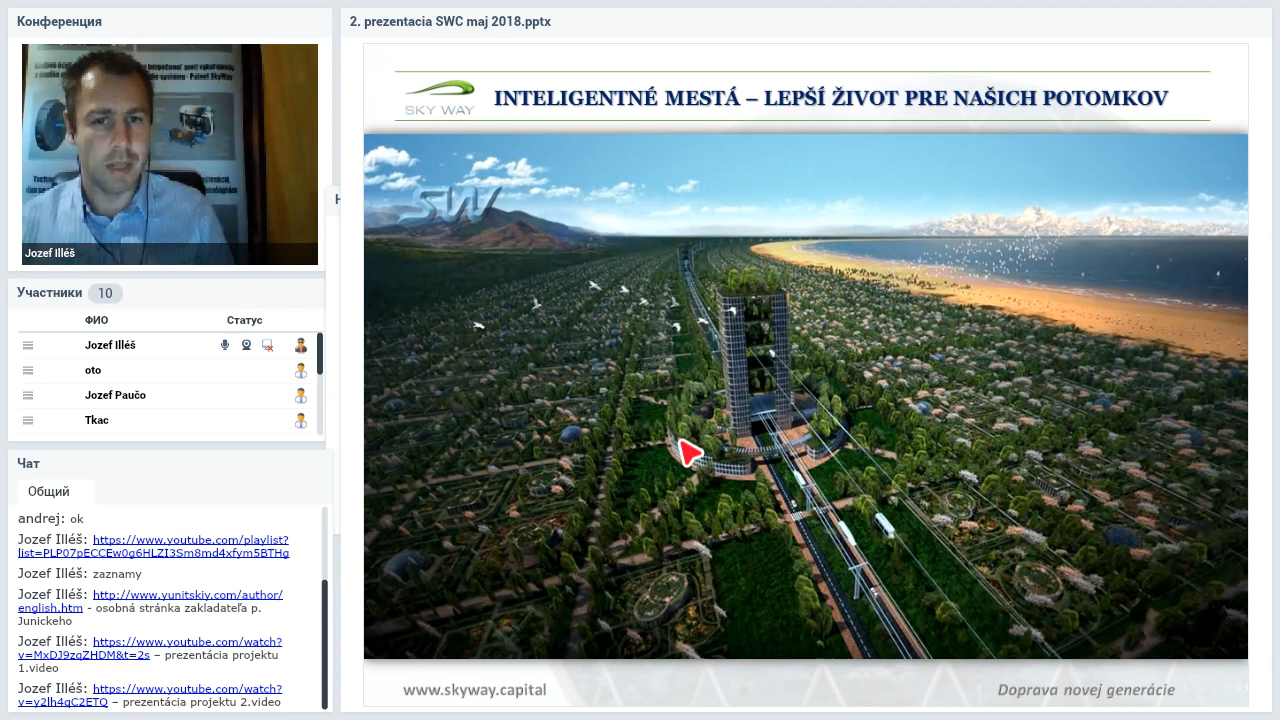 Конференция
Jozef Illéš
Участники 10
ФИО Статус
Jozef Illéš
oto
Jozef Paučo
Tkac
Чат
Общий
andrej: ok
Jozef Illéš: https://www.youtube.com/playlist?
list=PLP07pECCEw0g6HLZI3Sm8md4xfym5BTHg
Jozef Illéš: zaznamy
Jozef Illéš: http://www.yunitskiy.com/author/
english.htm - osobná stránka zakladateľa p.
Junickeho
Jozef Illéš: https://www.youtube.com/watch?
v=MxDJ9zqZHDM&t=2s – prezentácia projektu
1.video
Jozef Illéš: https://www.youtube.com/watch?
v=y2lh4qC2ETQ – prezentácia projektu 2.video
2. prezentacia SWC maj 2018.pptx
SKY WAY
INTELIGENTNÉ MESTÁ – LEPŠÍ ŽIVOT PRE NAŠICH POTOMKOV
SW
www.skyway.capital
Doprava novej generácie